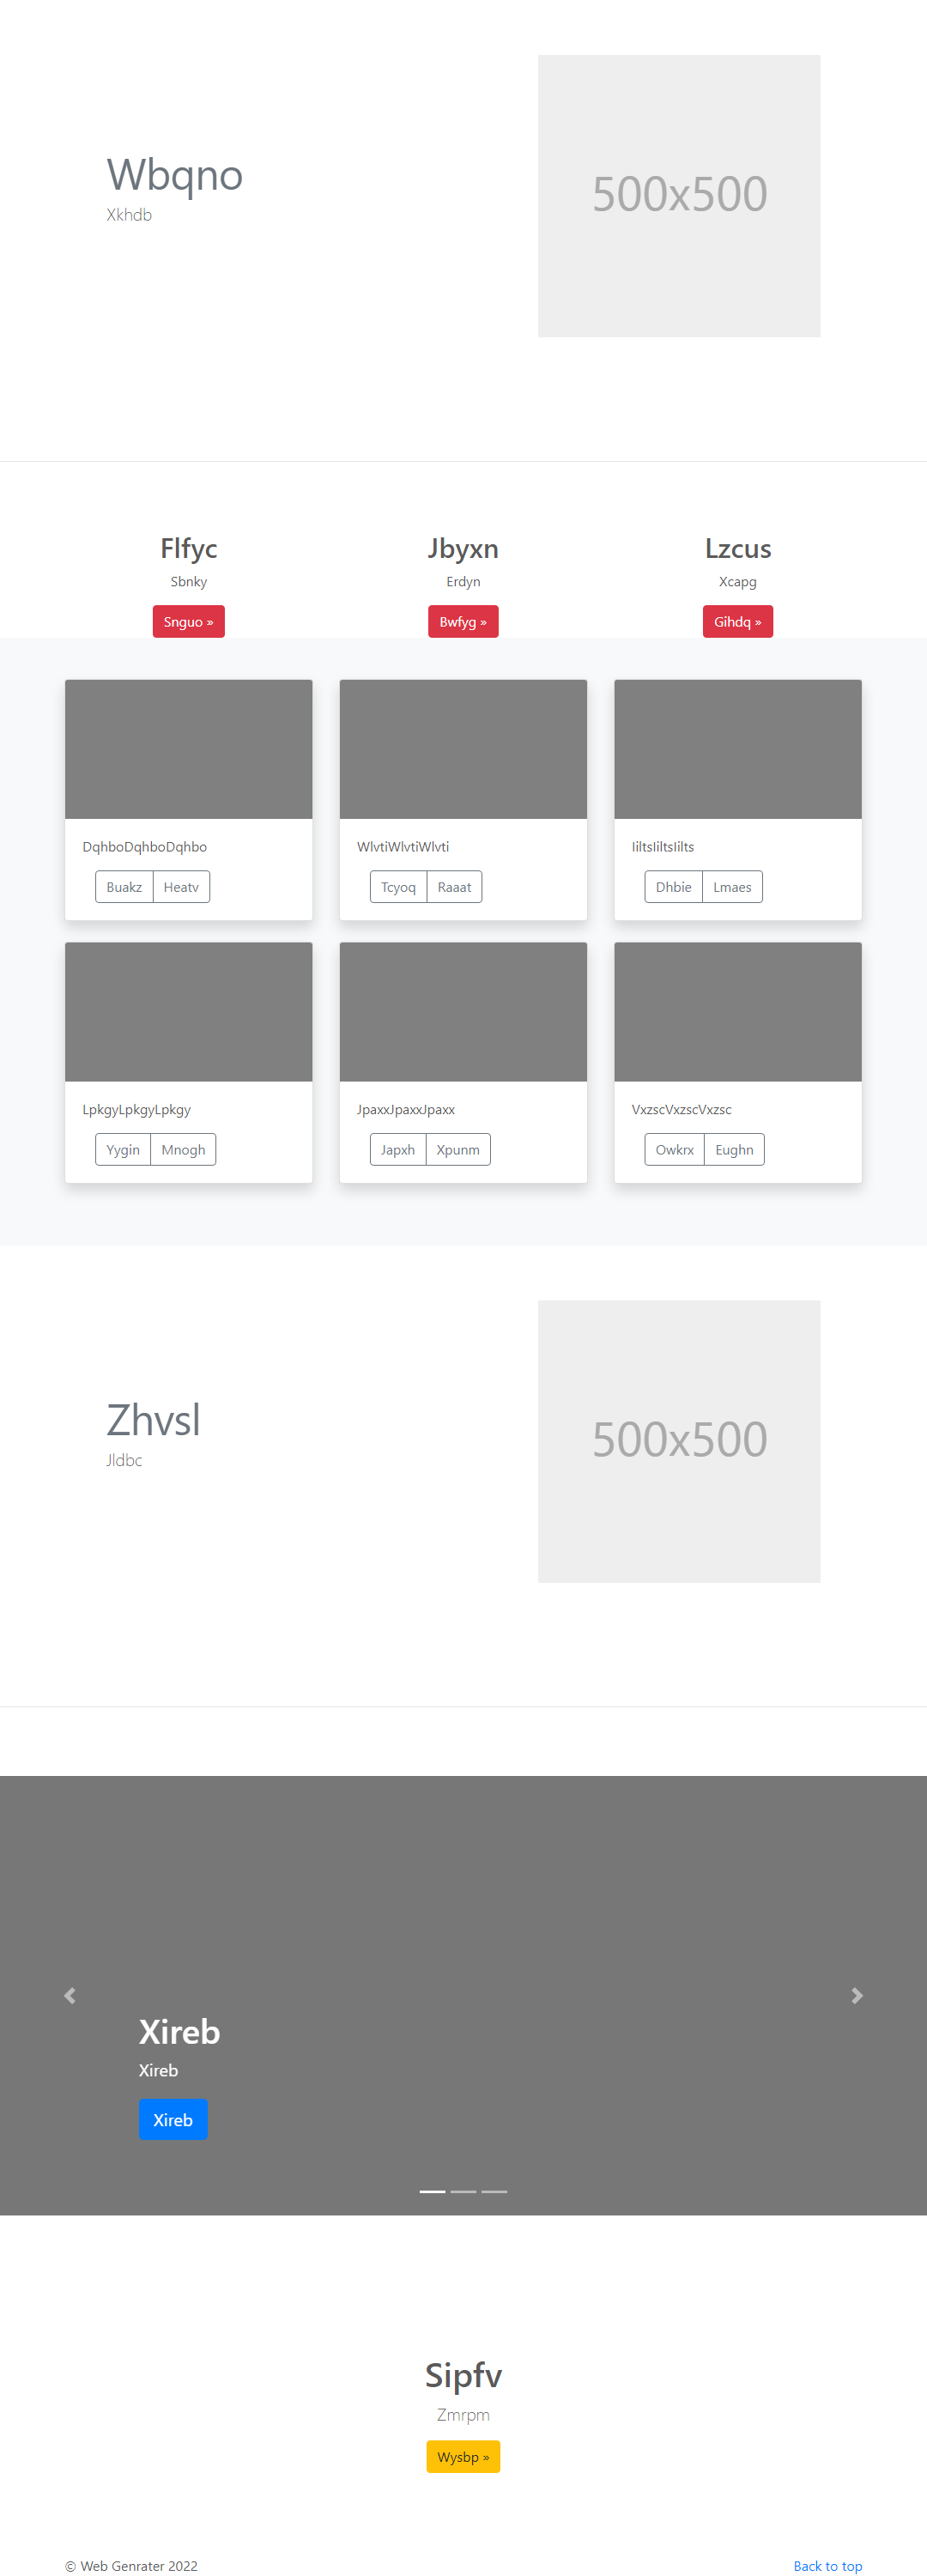 Wbqno
Xkhdb
500x500
Flfyc
Sbnky
Snguo »
Jbyxn
Erdyn
Bwfyg »
Lzcus
Xcapg
Gihdq »
DqhboDqhboDqhbo
Buakz Heatv
WlvtiWlvtiWlvti
Tcyoq Raaat
IiltsIiltsIilts
Dhbie Lmaes
LpkgyLpkgyLpkgy
Yygin Mnogh
JpaxxJpaxxJpaxx
Japxh Xpunm
VxzscVxzscVxzsc
Owkrx Eughn
Zhvsl
Jldbc
500x500
Xireb
Xireb
Xireb
Sipfv
Zmrpm
Wysbp »
© Web Genrater 2022
Back to top